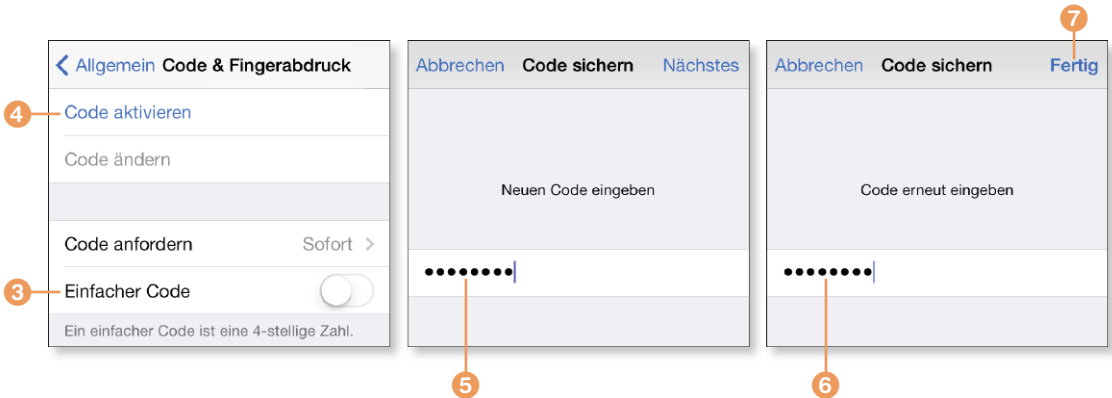 7
Allgemein Code & Fingerabdruck
4 Code aktivieren
Code ändern
Code anfordern Sofort
3 Einfacher Code
Ein einfacher Code ist eine 4-stellige Zahl.
Abbrechen Code sichern Nächstes
Neuen Code eingeben
5
Abbrechen Code sichern Fertig
Code erneut eingeben
6